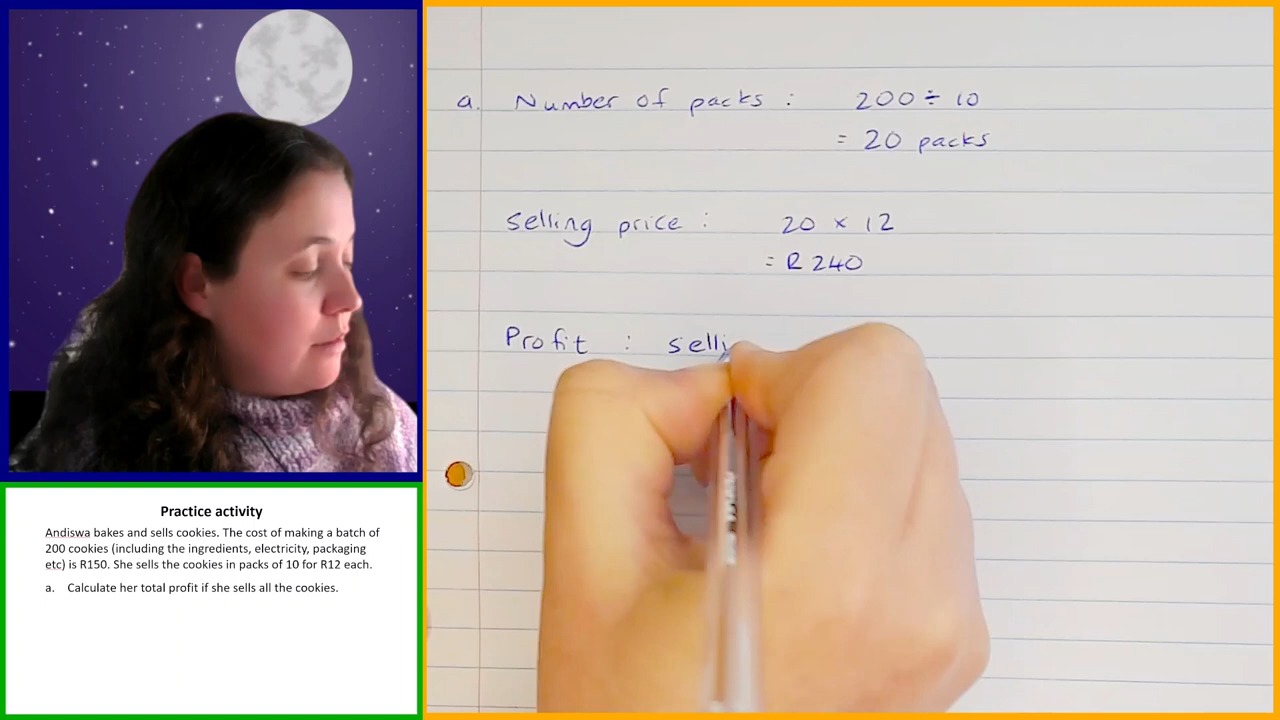 Practice activity
Andiswa bakes and sells cookies. The cost of making a batch of
200 cookies (including the ingredients, electricity, packaging
etc) is R150. She sells the cookies in packs of 10 for R12 each.
a. Calculate her total profit if she sells all the cookies.
a. Number of packs : 200 ÷ 10
= 20 packs
selling price : 20 × 12
= R240
Profit : selli